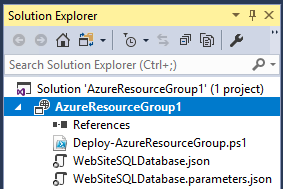 Solution Explorer
Search Solution Explorer (Ctrl+;)
Solution 'AzureResourceGroup1' (1 project)
AzureResourceGroup1
References
Deploy-AzureResourceGroup.ps1
WebSiteSQLDatabase.json
WebSiteSQLDatabase.parameters.json